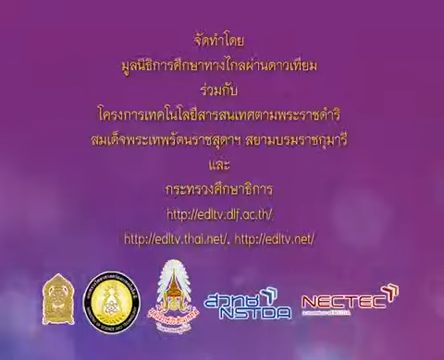 จัดทำโดย
มูลนิธิการศึกษาทางไกลผ่านดาวเทียม
ร่วมกับ
โครงการเทคโนโลยีสารสนเทศตามพระราชดำริ
สมเด็จพระเทพรัตนราชสุดาฯ สยามบรมราชกุมารี
และ
กระทรวงศึกษาธิการ
http://edltv.dlf.ac.th/
http://edltv.thai.net/, http://edltv.net/
สวทช NECTEC
NSTDA